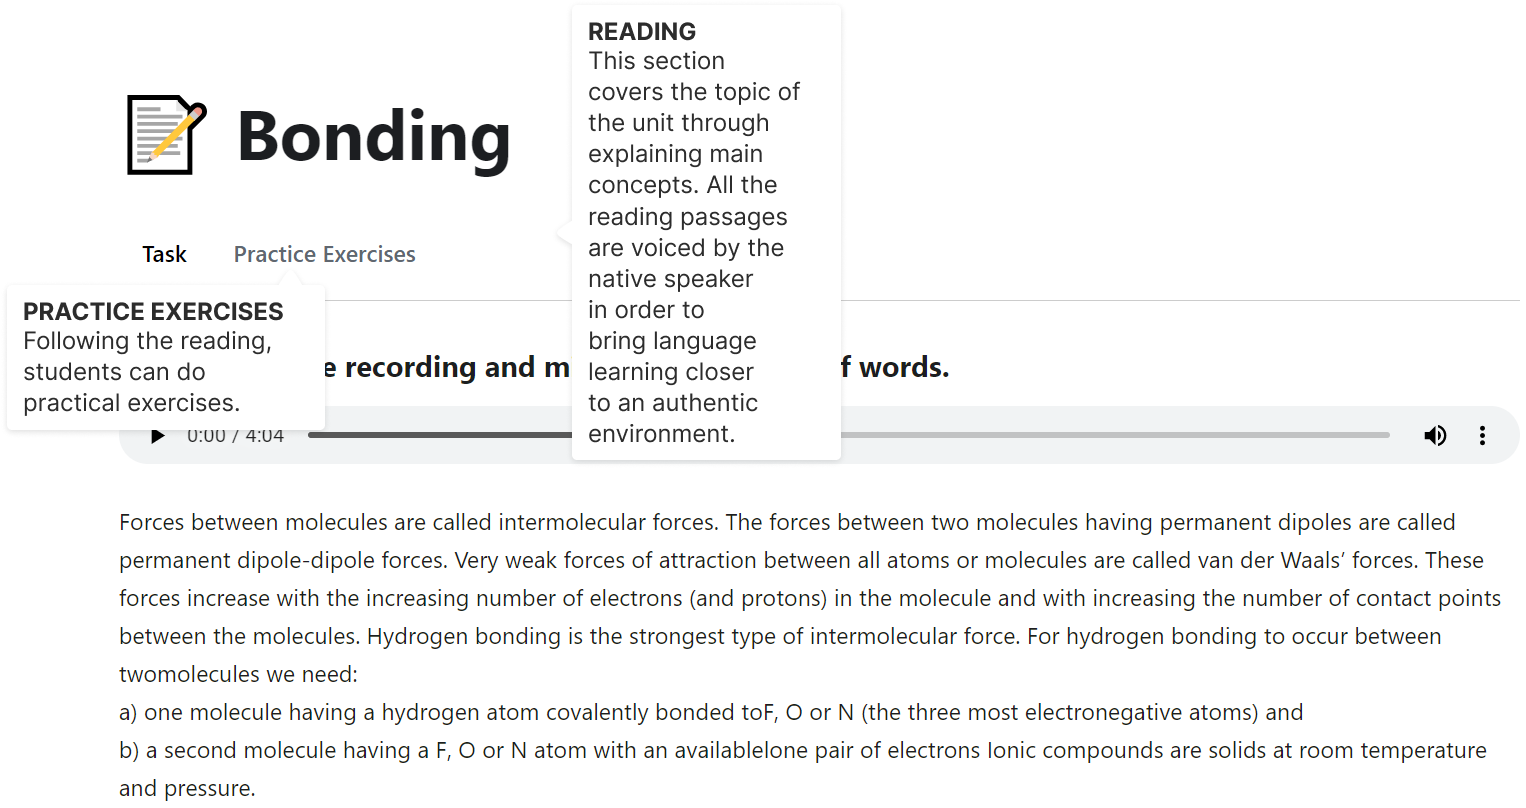 READING
This section
covers the topic of
the unit through
explaining main
concepts. All the
reading passages
are voiced by the
native speaker
in order to
bring language
learning closer
to an authentic
environment.
Bonding
Task Practice Exercises
PRACTICE EXERCISES
Following the reading,
students can do
practical exercises.
recording and f words.
0:00 / 4:04
Forces between molecules are called intermolecular forces. The forces between two molecules having permanent dipoles are called
permanent dipole-dipole forces. Very weak forces of attraction between all atoms or molecules are called van der Waals’ forces. These
forces increase with the increasing number of electrons (and protons) in the molecule and with increasing the number of contact points
between the molecules. Hydrogen bonding is the strongest type of intermolecular force. For hydrogen bonding to occur between
twomolecules we need:
a) one molecule having a hydrogen atom covalently bonded toF, O or N (the three most electronegative atoms) and
b) a second molecule having a F, O or N atom with an availablelone pair of electrons Ionic compounds are solids at room temperature
and pressure.